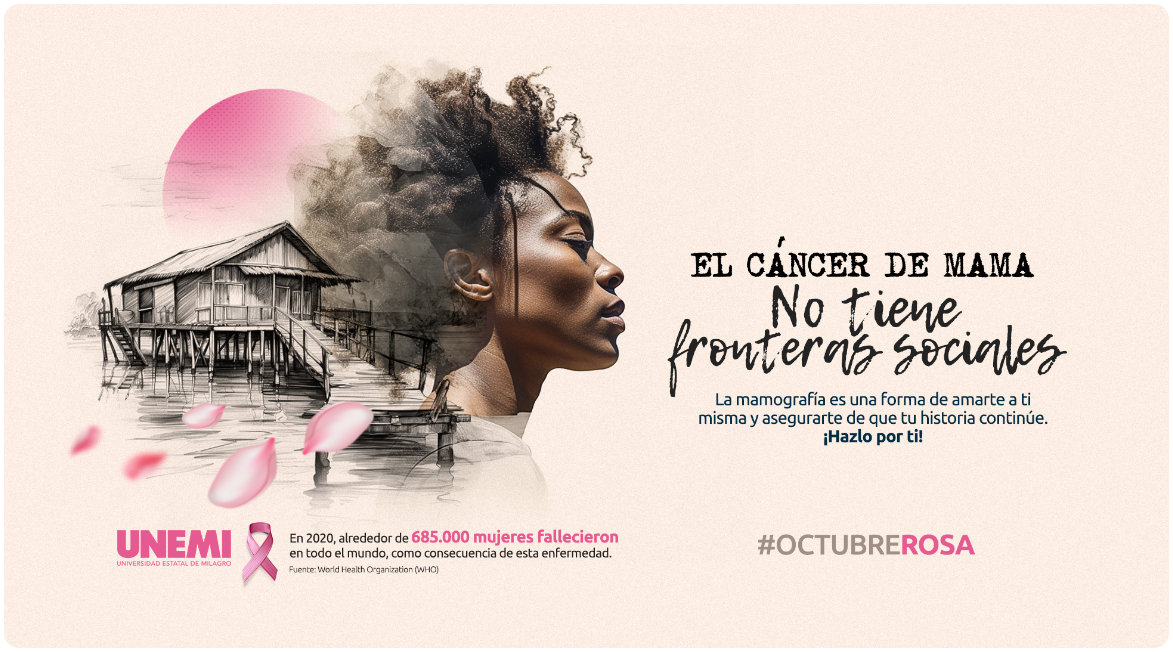 EL CÁNCER DE MAMA
No tiene
fronteras sociales
La mamografía es una forma de amarte a ti
misma y asegurarte de que tu historia continúe.
¡Hazlo por ti!
UNEMI
UNIVERSIDAD ESTATAL DE MILAGRO
En 2020, alrededor de 685.000 mujeres fallecieron
en todo el mundo, como consecuencia de esta enfermedad.
Fuente: World Health Organization (WHO)
#OCTUBREROSA